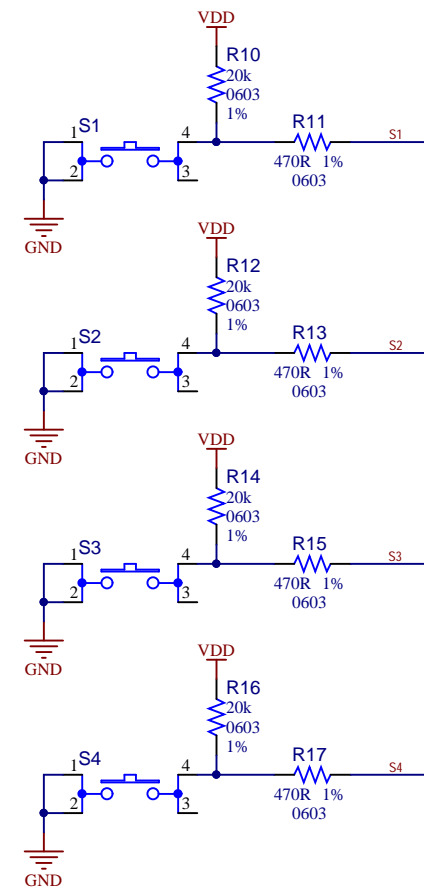 VDD
R10
20k
0603
1%
S1
1
2
4
3
R11
470R 1%
0603
S1
GND
VDD
R12
20k
0603
1%
S2
1
2
4
3
R13
470R 1%
0603
S2
GND
VDD
R14
20k
0603
1%
S3
1
2
4
3
R15
470R 1%
0603
S3
GND
VDD
R16
20k
0603
1%
S4
1
2
4
3
R17
470R 1%
0603
S4
GND